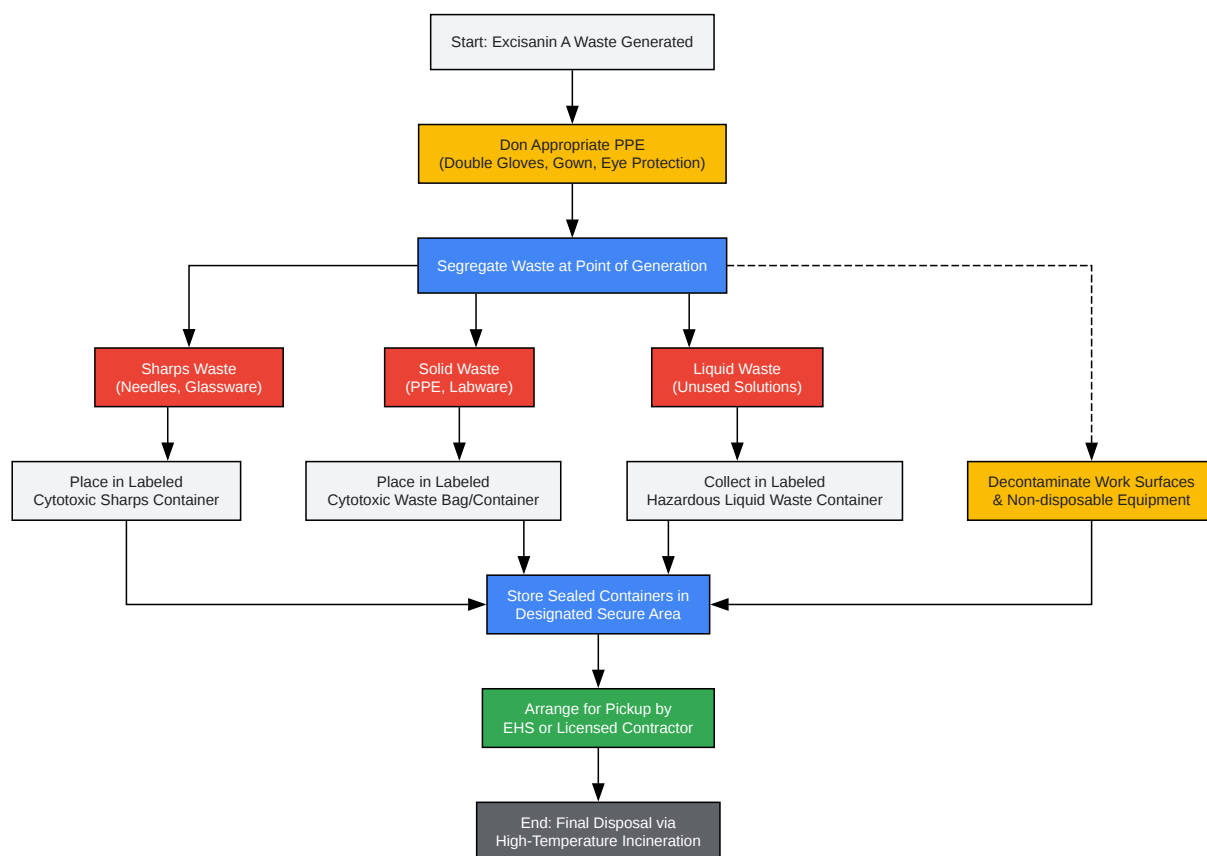 Start: Excisanin A Waste Generated
Don Appropriate PPE
(Double Gloves, Gown, Eye Protection)
Segregate Waste at Point of Generation
Sharps Waste
(Needles, Glassware)
Solid Waste
(PPE, Labware)
Liquid Waste
(Unused Solutions)
Place in Labeled
Cytotoxic Sharps Container
Place in Labeled
Cytotoxic Waste Bag/Container
Collect in Labeled
Hazardous Liquid Waste Container
Decontaminate Work Surfaces
& Non-disposable Equipment
Store Sealed Containers in
Designated Secure Area
Arrange for Pickup by
EHS or Licensed Contractor
End: Final Disposal via
High-Temperature Incineration